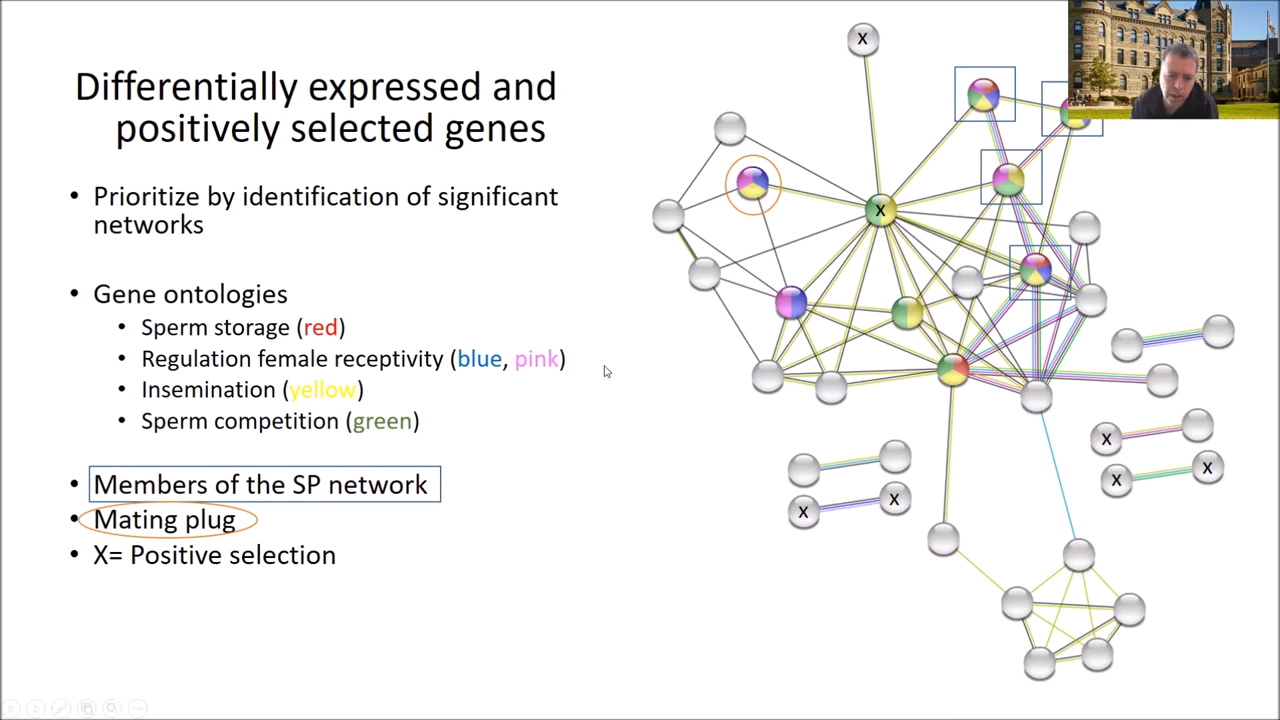 Differentially expressed and
positively selected genes
• Prioritize by identification of significant
networks
• Gene ontologies
• Sperm storage (red)
• Regulation female receptivity (blue, pink)
• Insemination (yellow)
• Sperm competition (green)
• Members of the SP network
• Mating plug
• X= Positive selection
X
X
X
X
X
X
X